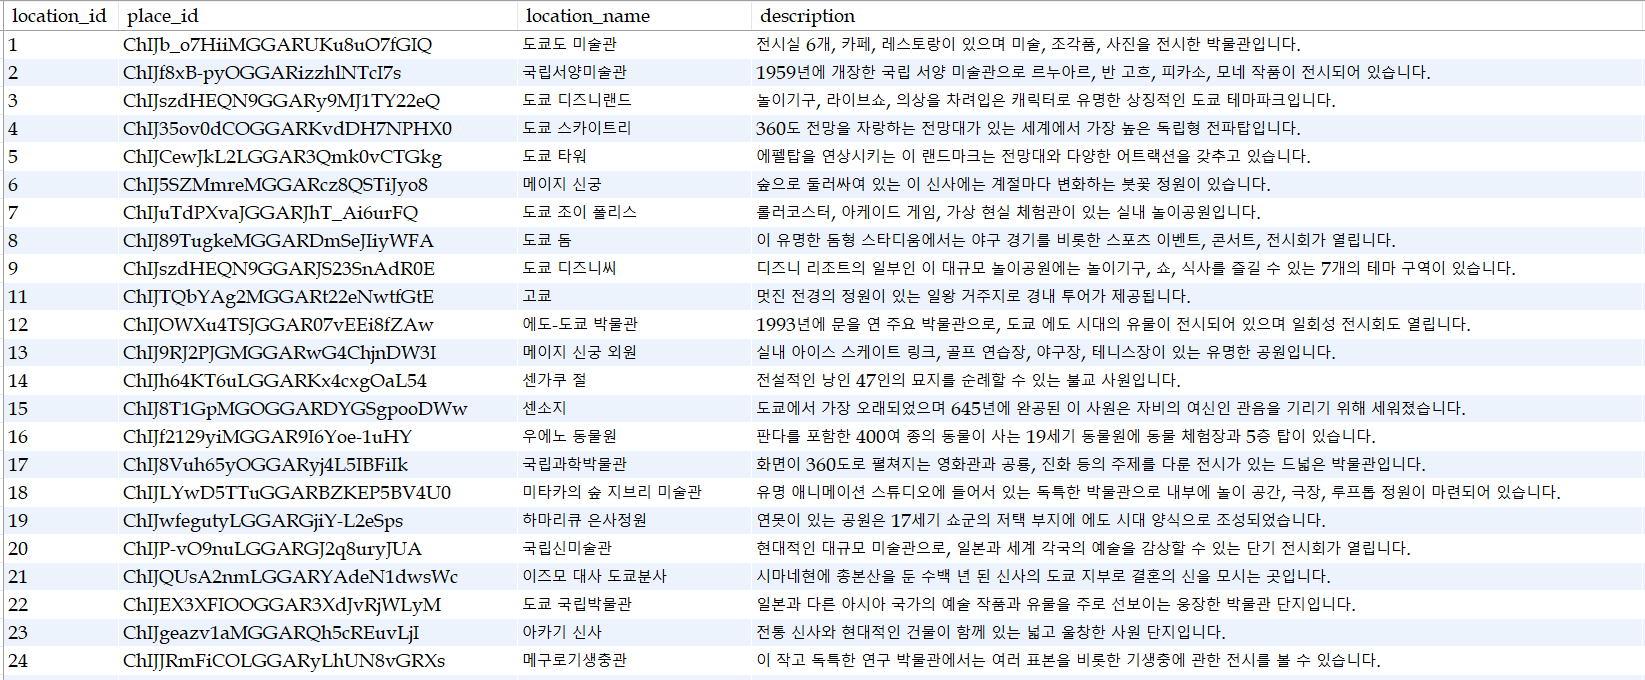 location_id place_id location_name description
1 ChIJb_o7HiiMGGARUKu8uO7fGIQ 도쿄도 미술관 전시실 6개, 카페, 레스토랑이 있으며 미술, 조각품, 사진을 전시한 박물관입니다.
2 ChIJf8xB-pyOGGARizzhlNTcI7s 국립서양미술관 1959년에 개장한 국립 서양 미술관으로 르누아르, 반 고흐, 피카소, 모네 작품이 전시되어 있습니다.
3 ChIJszdHEQN9GGARy9MJ1TY22eQ 도쿄 디즈니랜드 놀이기구, 라이브쇼, 의상을 차려입은 캐릭터로 유명한 상징적인 도쿄 테마파크입니다.
4 ChIJ35ov0dCOGGARKvdDH7NPHX0 도쿄 스카이트리 360도 전망을 자랑하는 전망대가 있는 세계에서 가장 높은 독립형 전파탑입니다.
5 ChIJCewJkL2LGGAR3Qmk0vCTGkg 도쿄 타워 에펠탑을 연상시키는 이 랜드마크는 전망대와 다양한 어트랙션을 갖추고 있습니다.
6 ChIJ5SZMmreMGGARcz8QSTiJyo8 메이지 신궁 숲으로 둘러싸여 있는 이 신사에는 계절마다 변화하는 붓꽃 정원이 있습니다.
7 ChIJuTdPXvaJGGARJhT_Ai6urFQ 도쿄 조이 폴리스 롤러코스터, 아케이드 게임, 가상 현실 체험관이 있는 실내 놀이공원입니다.
8 ChIJ89TugkeMGGARDmSeJIiyWFA 도쿄 돔 이 유명한 돔형 스타디움에서는 야구 경기를 비롯한 스포츠 이벤트, 콘서트, 전시회가 열립니다.
9 ChIJszdHEQN9GGARJS23SnAdR0E 도쿄 디즈니씨 디즈니 리조트의 일부인 이 대규모 놀이공원에는 놀이기구, 쇼, 식사를 즐길 수 있는 7개의 테마 구역이 있습니다.
11 ChIJTQbYAg2MGGARt22eNwtfGtE 고쿄 멋진 전경의 정원이 있는 일왕 거주지로 경내 투어가 제공됩니다.
12 ChIJOWXu4TSJGGAR07vEEi8fZAw 에도-도쿄 박물관 1993년에 문을 연 주요 박물관으로, 도쿄 에도 시대의 유물이 전시되어 있으며 일회성 전시회도 열립니다.
13 ChIJ9RJ2PJGMGGARwG4ChjnDW3I 메이지 신궁 외원 실내 아이스 스케이트 링크, 골프 연습장, 야구장, 테니스장이 있는 유명한 공원입니다.
14 ChIJh64KT6uLGGARKx4cxgOaL54 센가쿠 절 전설적인 낭인 47인의 묘지를 순례할 수 있는 불교 사원입니다.
15 ChIJ8T1GpMGOGGARDYGSgpooDWw 센소지 도쿄에서 가장 오래되었으며 645년에 완공된 이 사원은 자비의 여신인 관음을 기리기 위해 세워졌습니다.
16 ChIJf2129yiMGGAR9I6Yoe-1uHY 우에노 동물원 판다를 포함한 400여 종의 동물이 사는 19세기 동물원에 동물 체험장과 5층 탑이 있습니다.
17 ChIJ8Vuh65yOGGARyj4L5IBFiIk 국립과학박물관 화면이 360도로 펼쳐지는 영화관과 공룡, 진화 등의 주제를 다룬 전시가 있는 드넓은 박물관입니다.
18 ChIJLYwD5TTuGGARBZKEP5BV4U0 미타카의 숲 지브리 미술관 유명 애니메이션 스튜디오에 들어서 있는 독특한 박물관으로 내부에 놀이 공간, 극장, 루프톱 정원이 마련되어 있습니다.
19 ChIJwfegutyLGGARGjiY-L2eSps 하마리큐 은사정원 연못이 있는 공원은 17세기 쇼군의 저택 부지에 에도 시대 양식으로 조성되었습니다.
20 ChIJP-vO9nuLGGARGJ2q8uryJUA 국립신미술관 현대적인 대규모 미술관으로, 일본과 세계 각국의 예술을 감상할 수 있는 단기 전시회가 열립니다.
21 ChIJQUsA2nmLGGARYAdeN1dwsWc 이즈모 대사 도쿄분사 시마네현에 총본산을 둔 수백 년 된 신사의 도쿄 지부로 결혼의 신을 모시는 곳입니다.
22 ChIJEX3XFIOOGGAR3XdJvRjWLyM 도쿄 국립박물관 일본과 다른 아시아 국가의 예술 작품과 유물을 주로 선보이는 웅장한 박물관 단지입니다.
23 ChIJgeazv1aMGGARQh5cREuvLjI 아카기 신사 전통 신사와 현대적인 건물이 함께 있는 넓고 울창한 사원 단지입니다.
24 ChIJJRmFiCOLGGARyLhUN8vGRXs 메구로기생충관 이 작고 독특한 연구 박물관에서는 여러 표본을 비롯한 기생충에 관한 전시를 볼 수 있습니다.